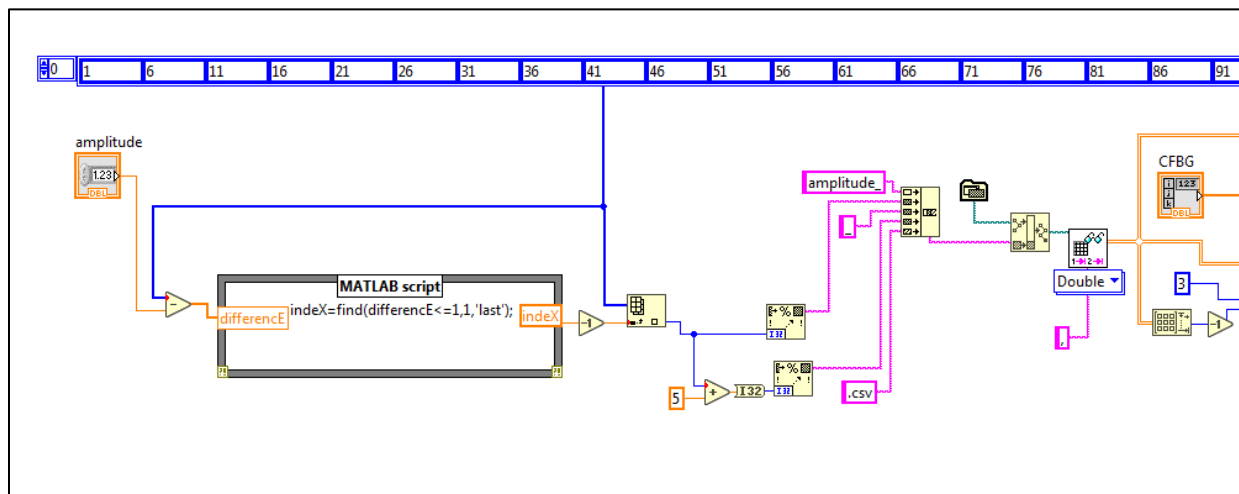 0 1 6 11 16 21 26 31 36 41 46 51 56 61 66 71 76 81 86 91
amplitude
1.23
DBL
CFBG
123
DBL
amplitude_
_
MATLAB script
differencE
indeX=find(differencE<=1,1,'last');
indeX
-1
Double
3
,
-1
I32
5
+
I32
I32
.csv